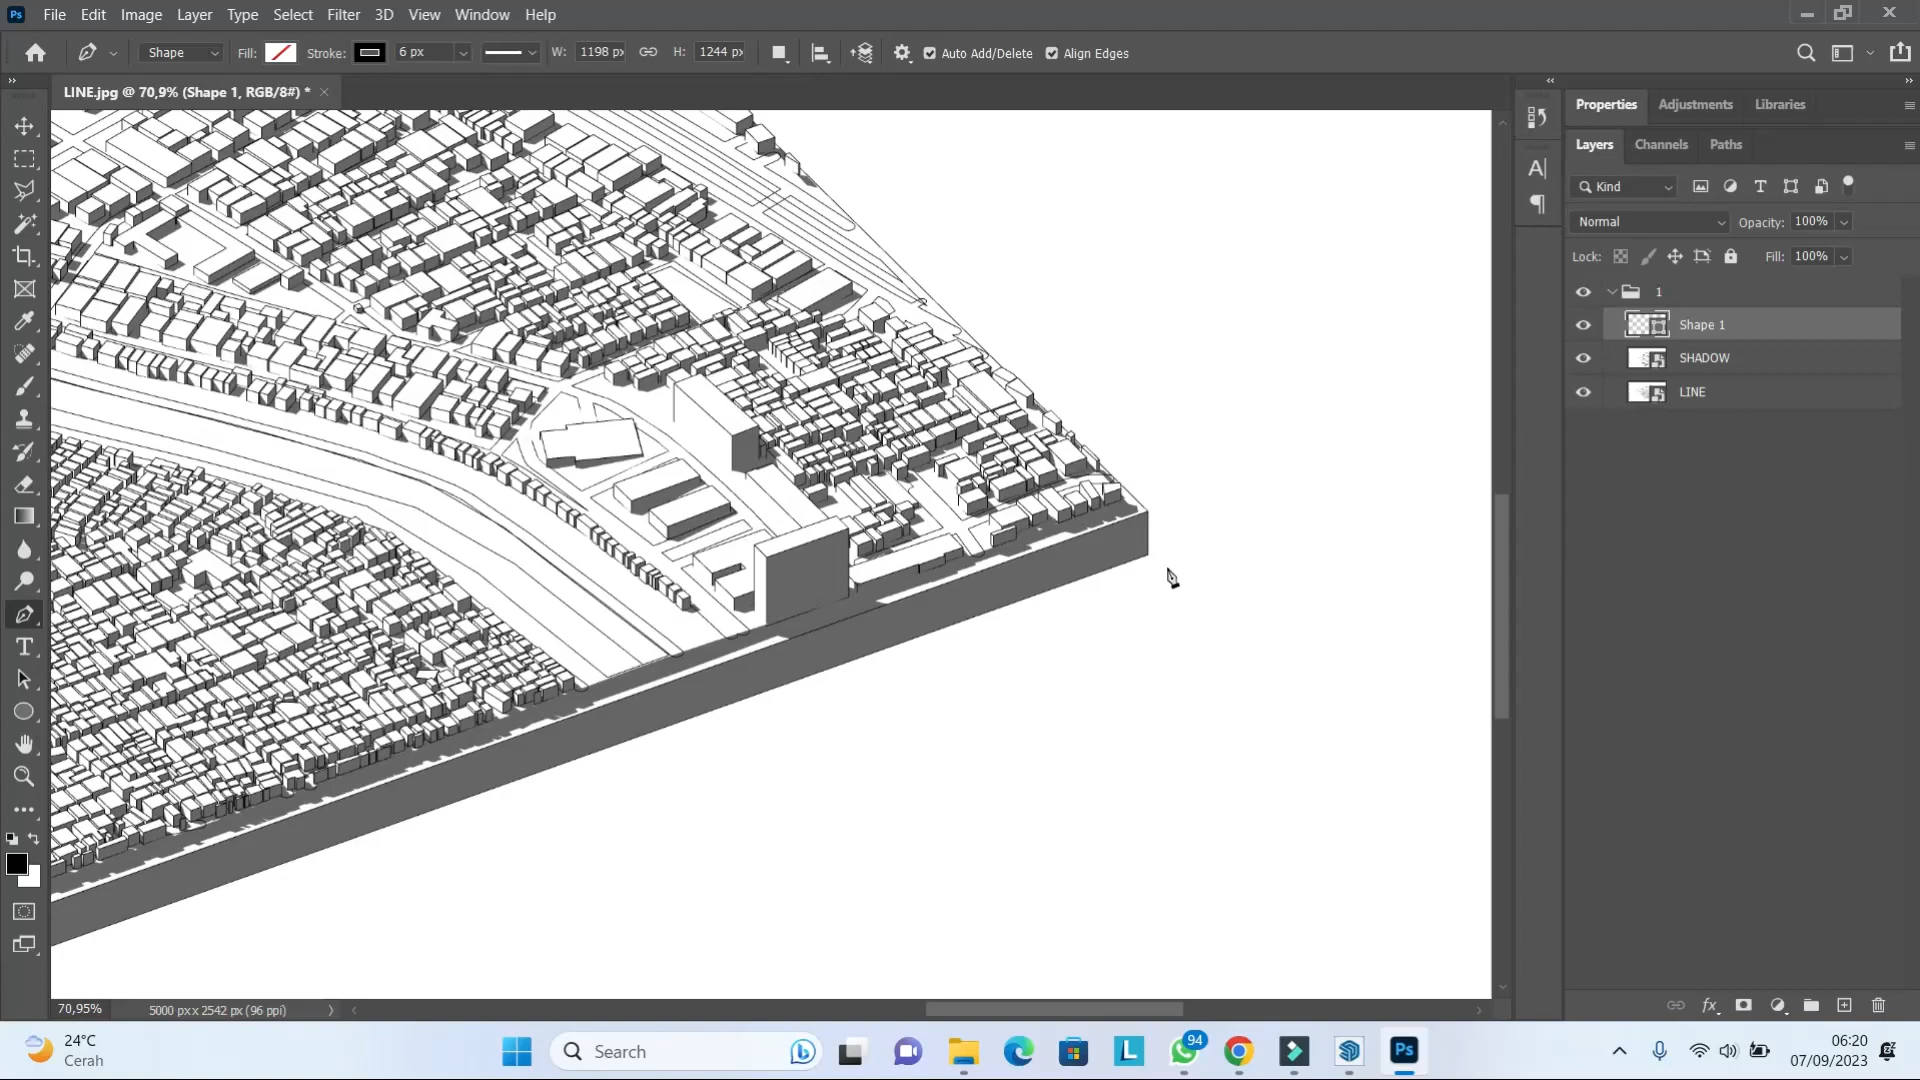 Ps File Edit Image Layer Type Select Filter 3D View Window Help
Shape Fill: Stroke: 6 px W: 1198 px H: 1244 px Auto Add/Delete Align Edges
LINE.jpg @ 70,9% (Shape 1, RGB/8#) *
Properties Adjustments Libraries
Layers Channels Paths
Kind
Normal Opacity: 100%
Lock: Fill: 100%
1
Shape 1
SHADOW
LINE
70,95% 5000 px x 2542 px (96 ppi)
24°C
Cerah
Search
94
L
Ps
06:20
07/09/2023